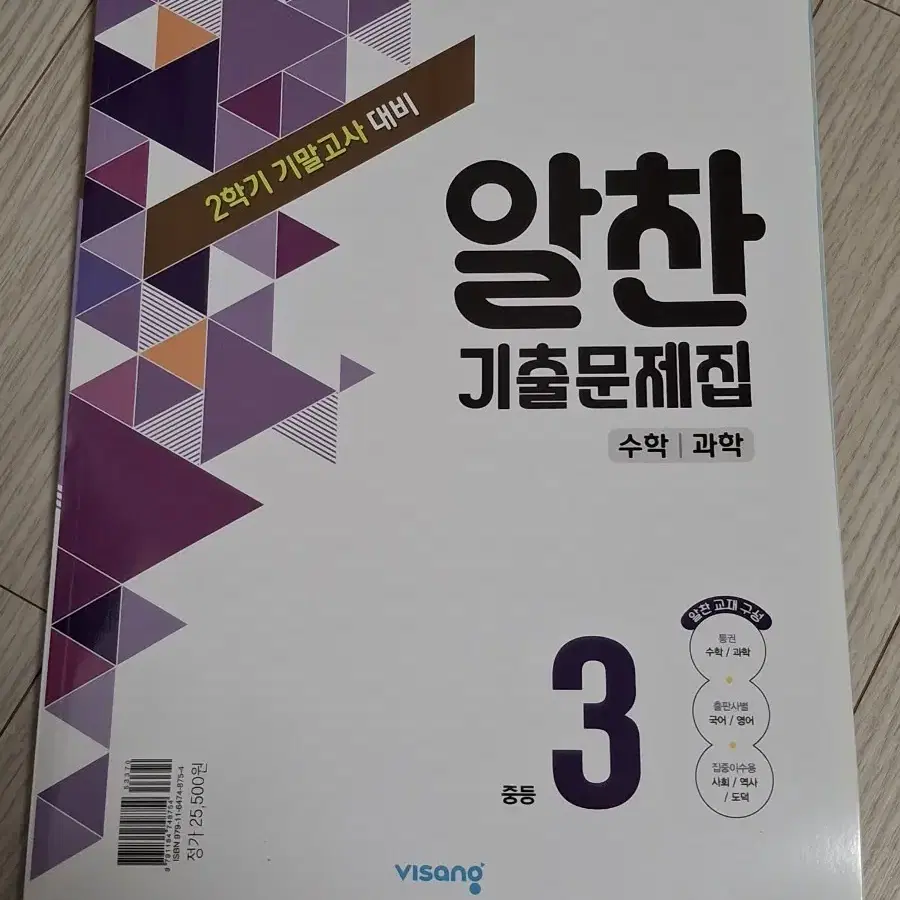 2학기 기말고사 대비
알찬
기출문제집
수학 | 과학
알찬 교재 구성
통권
수학 / 과학
출판사별
국어 / 영어
집중이수용
사회 / 역사
/ 도덕
중등
3
53370
9791164748754
ISBN 979-11-6474-875-4
정가 25,500원
visang